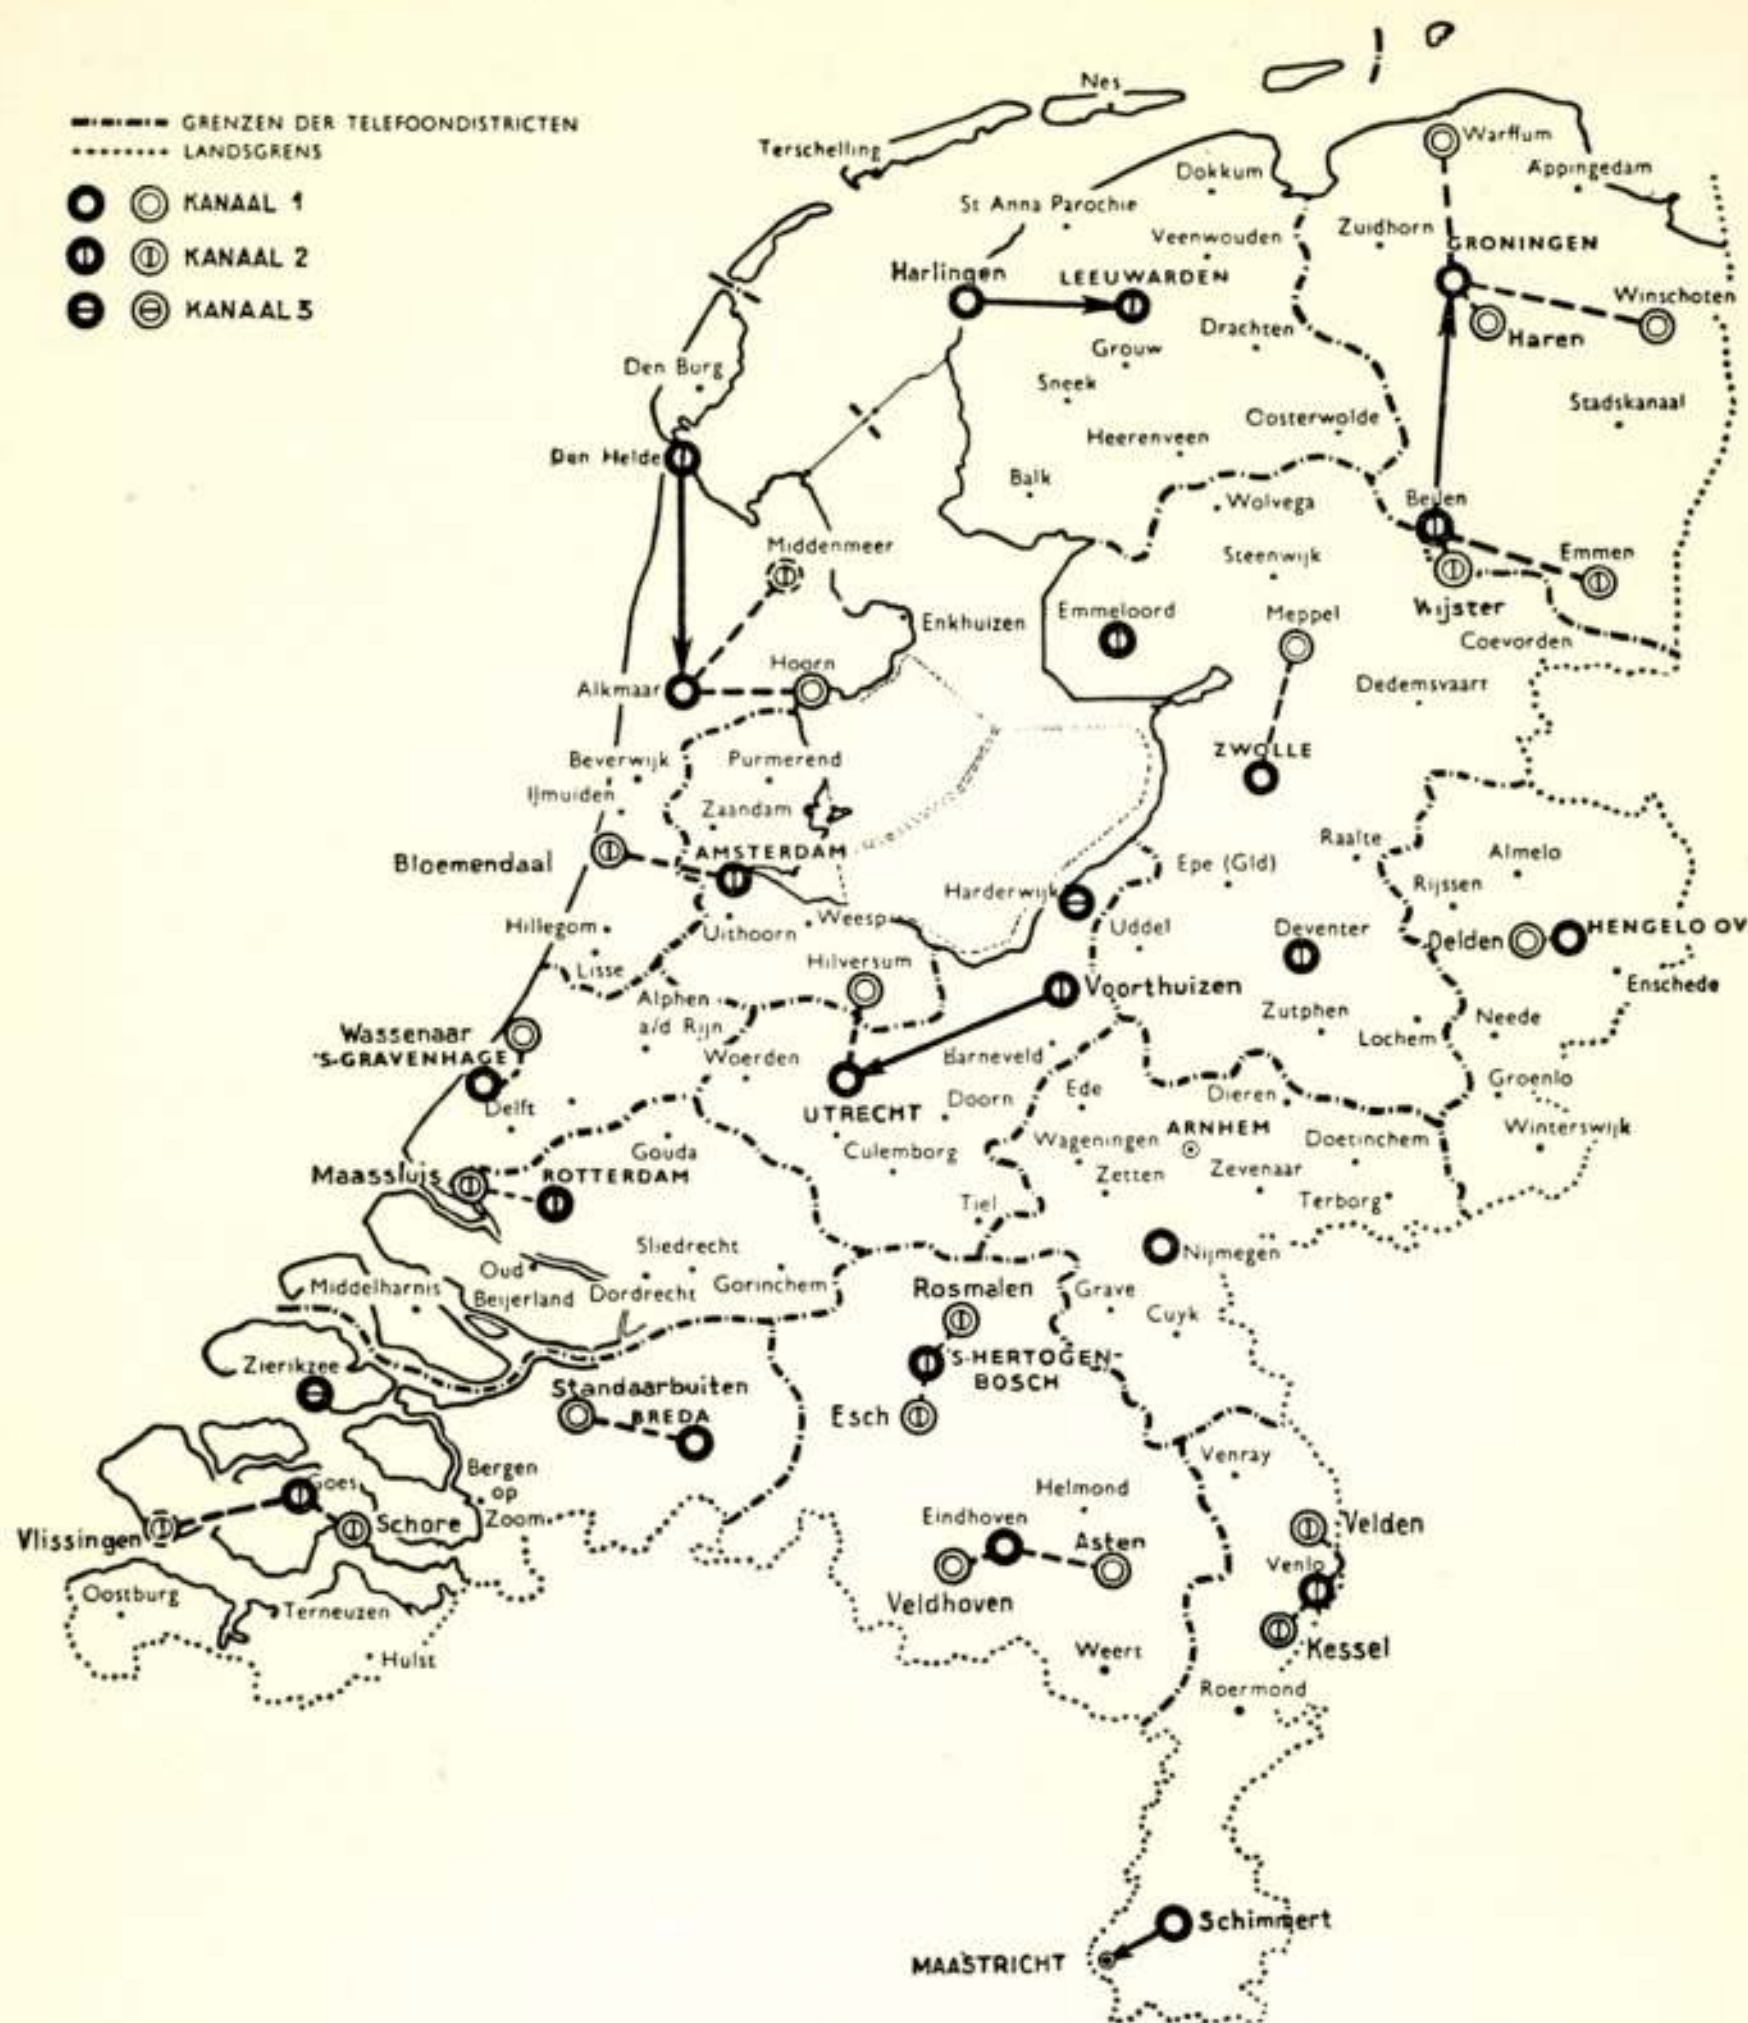 GRENZEN DER TELEFOONDISTRICTEN
LANDSGRENS
KANAAL 1
KANAAL 2
KANAAL 3
Nes
Terschelling
Warffum
Appingedam
Dokkum
St Anna Parochie
Zuidhorn
Veenwouden
GRONINGEN
Harlingen
LEEUWARDEN
Winschoten
Drachten
Haren
Grouw
Den Burg
Sneek
Stadskanaal
Oosterwolde
Heerenveen
Den Helde
Balk
Beilen
Wolvega
Middenmeer
Steenwijk
Emmen
Wijster
Emmeloord
Meppel
Enkhuizen
Coevorden
Hoorn
Alkmaar
Dedemsvaart
ZWOLLE
Beverwijk
Purmerend
IJmuiden
Zaandam
Raalte
AMSTERDAM
Almelo
Bloemendaal
Epe (Gld)
Rijssen
Harderwijk
Weesp
Hillegom
Uithoorn
Uddel
Deventer
HENGELO OV
Delden
Hilversum
Lisse
Enschede
Voorthuizen
Alphen
a/d Rijn
Zutphen
Neede
Wassenaar
Lochem
'S-GRAVENHAGE
Woerden
Barneveld
Groenlo
Ede
Dieren
Delft
Doorn
UTRECHT
ARNHEM
Winterswijk
Wageningen
Doetinchem
Gouda
Culemborg
Maassluis
ROTTERDAM
Zetten
Zevenaar
Tiel
Terborg
Sliedrecht
Nijmegen
Oud
Beijerland
Middelharnis
Dordrecht
Gorinchem
Rosmalen
Grave
Cuyk
Zierikzee
'S-HERTOGEN-
BOSCH
Standaarbuiten
BREDA
Esch
Venray
Bergen
op
Zoom
Goes
Helmond
Eindhoven
Schore
Velden
Vlissingen
Asten
Venlo
Oostburg
Veldhoven
Terneuzen
Kessel
Weert
Hulst
Roermond
Schimmert
MAASTRICHT